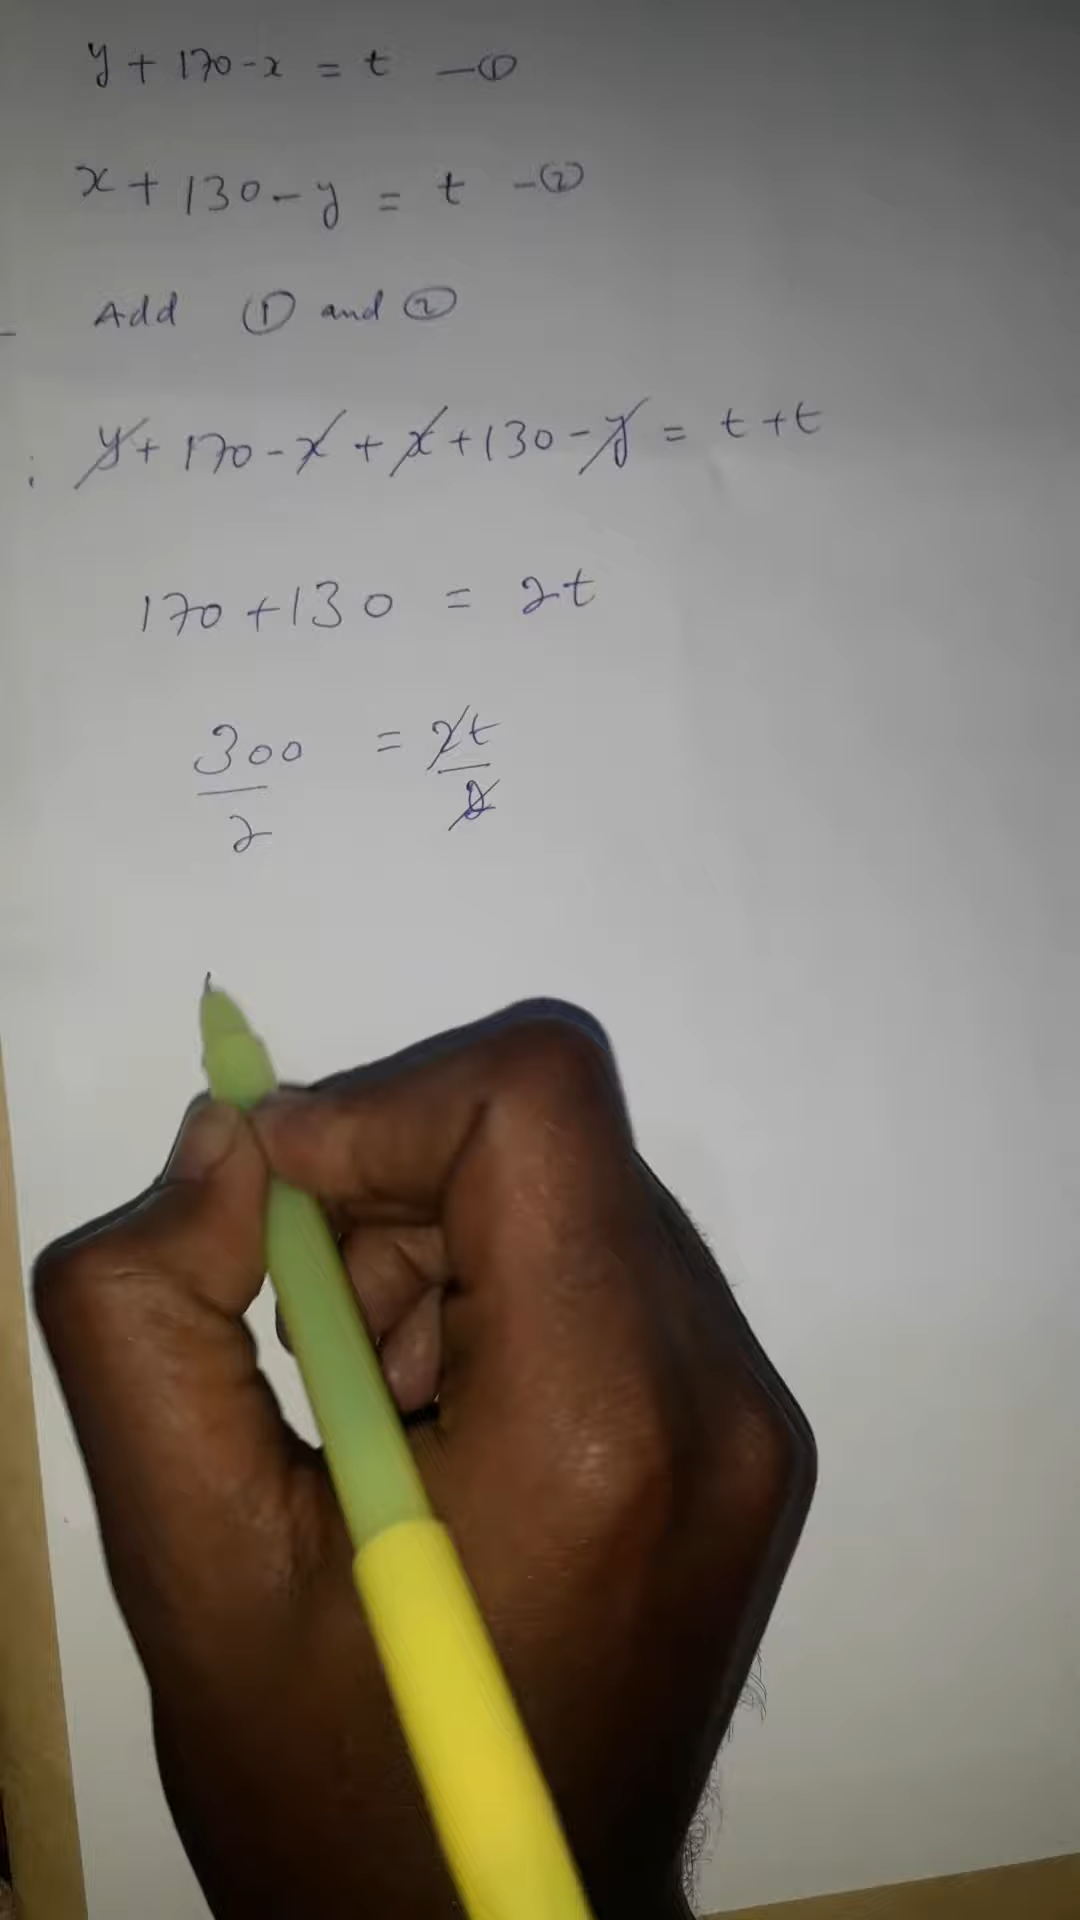 y + 170 - x = t — ①
x + 130 - y = t - ②
Add ① and ②
y + 170 - x + x + 130 - y = t + t
170 + 130 = 2t
300/2 = 2t/2